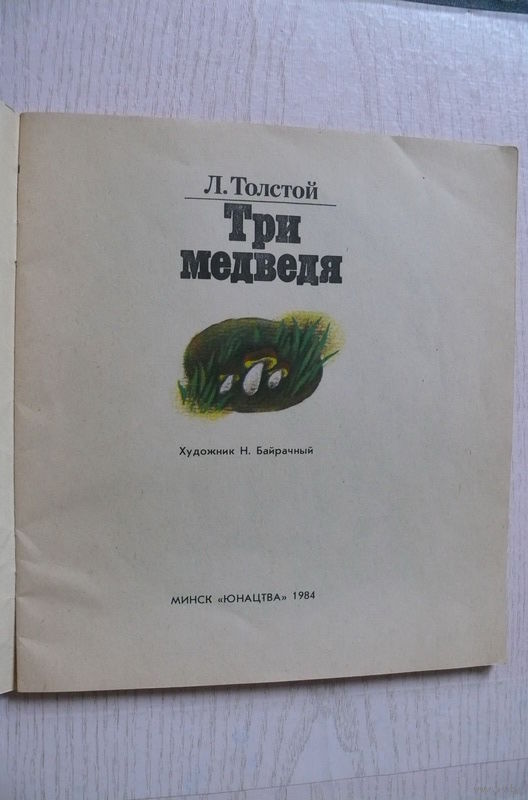 Л. Толстой
Три
медведя
Художник Н. Байрачный
МИНСК «ЮНАЦТВА» 1984